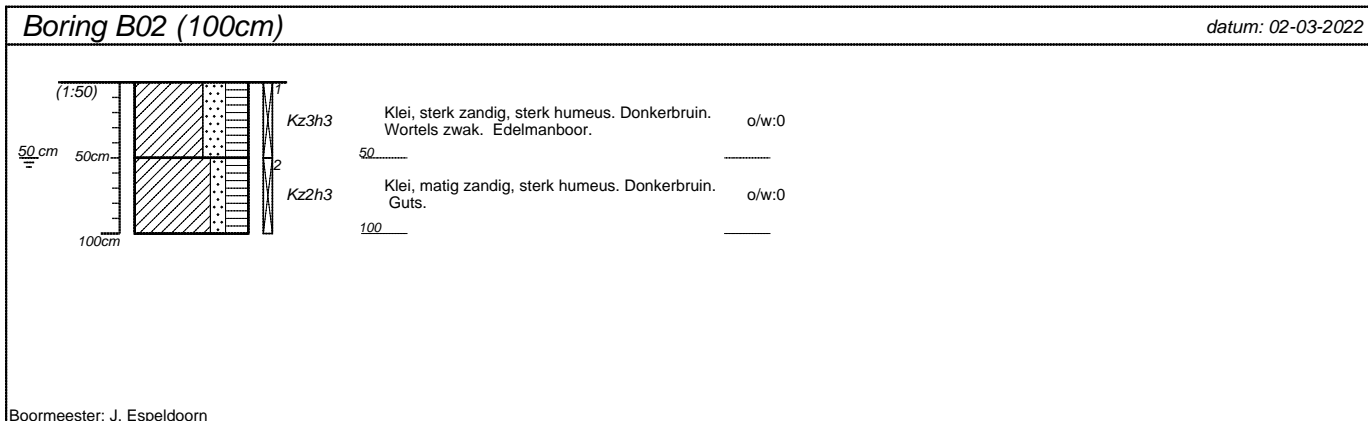 Boring B02 (100cm)
datum: 02-03-2022
(1:50)
1
Kz3h3
Klei, sterk zandig, sterk humeus. Donkerbruin.
Wortels zwak. Edelmanboor.
o/w:0
50 cm
50cm
50
2
Kz2h3
Klei, matig zandig, sterk humeus. Donkerbruin.
Guts.
o/w:0
100
100cm
Boormeester: J. Espeldoorn